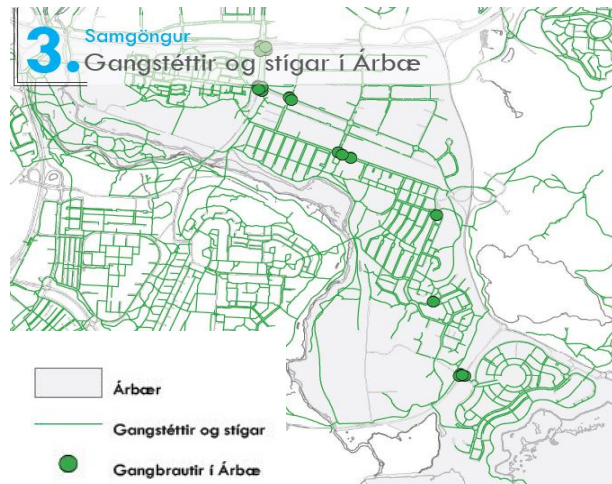 3. Samgöngur
Gangstéttir og stígar í Árbæ
Árbær
Gangstéttir og stígar
Gangbrautir í Árbæ